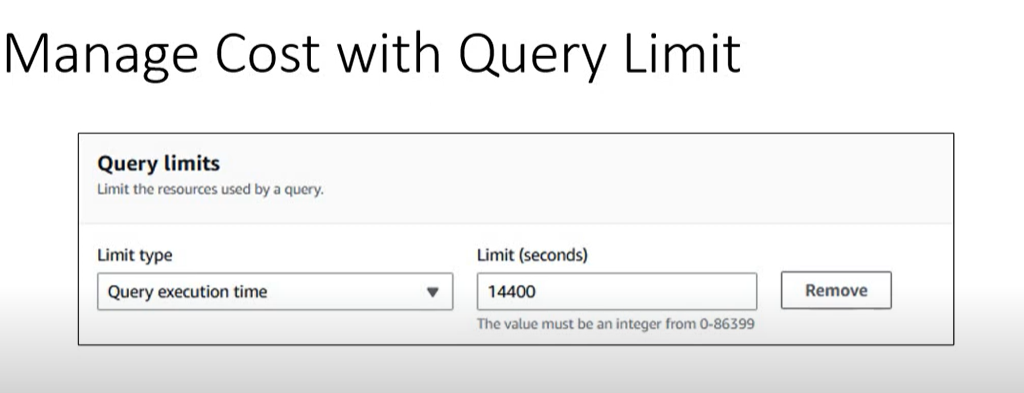 Manage Cost with Query Limit
Query limits
Limit the resources used by a query.
Limit type
Limit (seconds)
Query execution time
14400
Remove
The value must be an integer from 0-86399